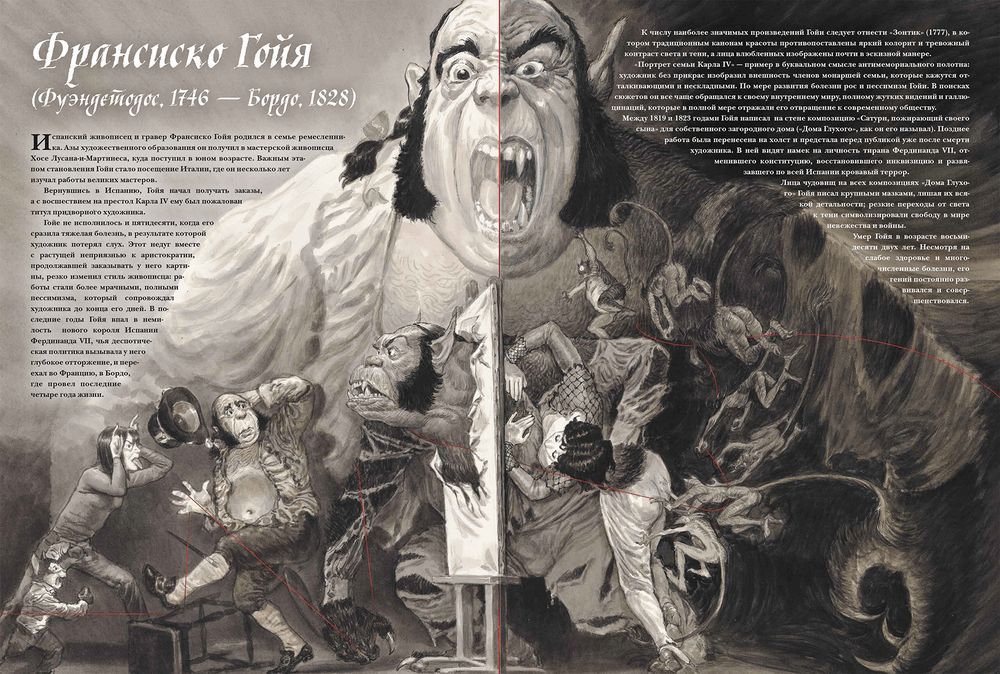 Франсиско Гойя
(Фуэндетодос, 1746 — Бордо, 1828)
Испанский живописец и гравер Франсиско Гойя родился в семье ремесленни-
ка. Азы художественного образования он получил в мастерской живописца
Хосе Лусана-и-Мартинеса, куда поступил в юном возрасте. Важным эта-
пом становления Гойи стало посещение Италии, где он несколько лет
изучал работы великих мастеров.
Вернувшись в Испанию, Гойя начал получать заказы,
а с восшествием на престол Карла IV ему был пожалован
титул придворного художника.
Гойе не исполнилось и пятидесяти, когда его
сразила тяжелая болезнь, в результате которой
художник потерял слух. Этот недуг вместе
с растущей неприязнью к аристократии,
продолжавшей заказывать у него карти-
ны, резко изменил стиль живописца: ра-
боты стали более мрачными, полными
пессимизма, который сопровождал
художника до конца его дней. В по-
следние годы Гойя впал в неми-
лость нового короля Испании
Фердинанда VII, чья деспотиче-
ская политика вызывала у него
глубокое отторжение, и пере-
ехал во Францию, в Бордо,
где провел последние
четыре года жизни.
К числу наиболее значимых произведений Гойи следует отнести «Зонтик» (1777), в ко-
тором традиционным канонам красоты противопоставлены яркий колорит и тревожный
контраст света и тени, а лица влюбленных изображены почти в эскизной манере.
«Портрет семьи Карла IV» — пример в буквальном смысле антимемориального полотна:
художник без прикрас изобразил внешность членов монаршей семьи, которые кажутся от-
талкивающими и нескладными. По мере развития болезни рос и пессимизм Гойи. В поисках
сюжетов он все чаще обращался к своему внутреннему миру, полному жутких видений и галлю-
цинаций, которые в полной мере отражали его отвращение к современному обществу.
Между 1819 и 1823 годами Гойя написал на стене композицию «Сатурн, пожирающий своего
сына» для собственного загородного дома («Дома Глухого», как он его называл). Позднее
работа была перенесена на холст и предстала перед публикой уже после смерти
художника. В ней видят намек на личность тирана Фердинанда VII, от-
менившего конституцию, восстановившего инквизицию и развя-
завшего по всей Испании кровавый террор.
Лица чудовищ на всех композициях «Дома Глухо-
го» Гойя писал крупными мазками, лишая их вся-
кой детальности; резкие переходы от света
к тени символизировали свободу в мире
невежества и войны.
Умер Гойя в возрасте восьми-
десяти двух лет. Несмотря на
слабое здоровье и много-
численные болезни, его
гений постоянно раз-
вивался и совер-
шенствовался.